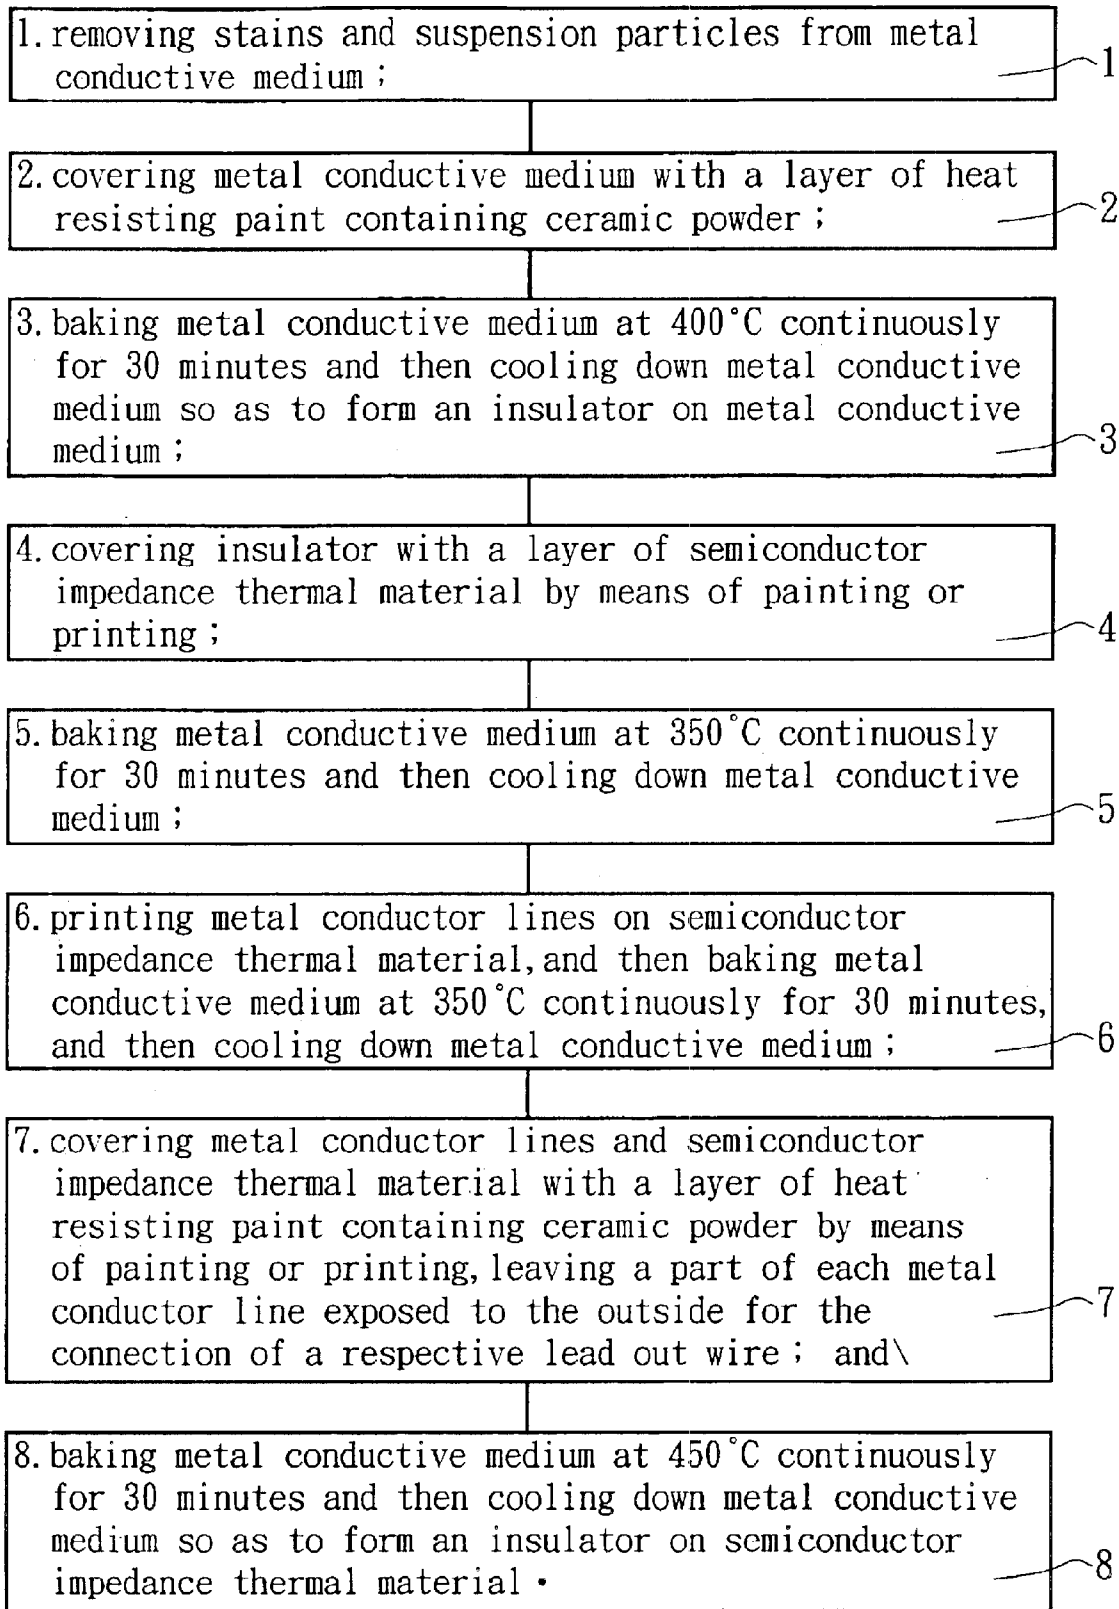 1. removing stains and suspension particles from metal
conductive medium;
1
2. covering metal conductive medium with a layer of heat
resisting paint containing ceramic powder;
2
3. baking metal conductive medium at 400°C continuously
for 30 minutes and then cooling down metal conductive
medium so as to form an insulator on metal conductive
medium;
3
4. covering insulator with a layer of semiconductor
impedance thermal material by means of painting or
printing;
4
5. baking metal conductive medium at 350°C continuously
for 30 minutes and then cooling down metal conductive
medium;
5
6. printing metal conductor lines on semiconductor
impedance thermal material, and then baking metal
conductive medium at 350°C continuously for 30 minutes,
and then cooling down metal conductive medium;
6
7. covering metal conductor lines and semiconductor
impedance thermal material with a layer of heat
resisting paint containing ceramic powder by means
of painting or printing, leaving a part of each metal
conductor line exposed to the outside for the
connection of a respective lead out wire; and\
7
8. baking metal conductive medium at 450°C continuously
for 30 minutes and then cooling down metal conductive
medium so as to form an insulator on semiconductor
impedance thermal material.
8